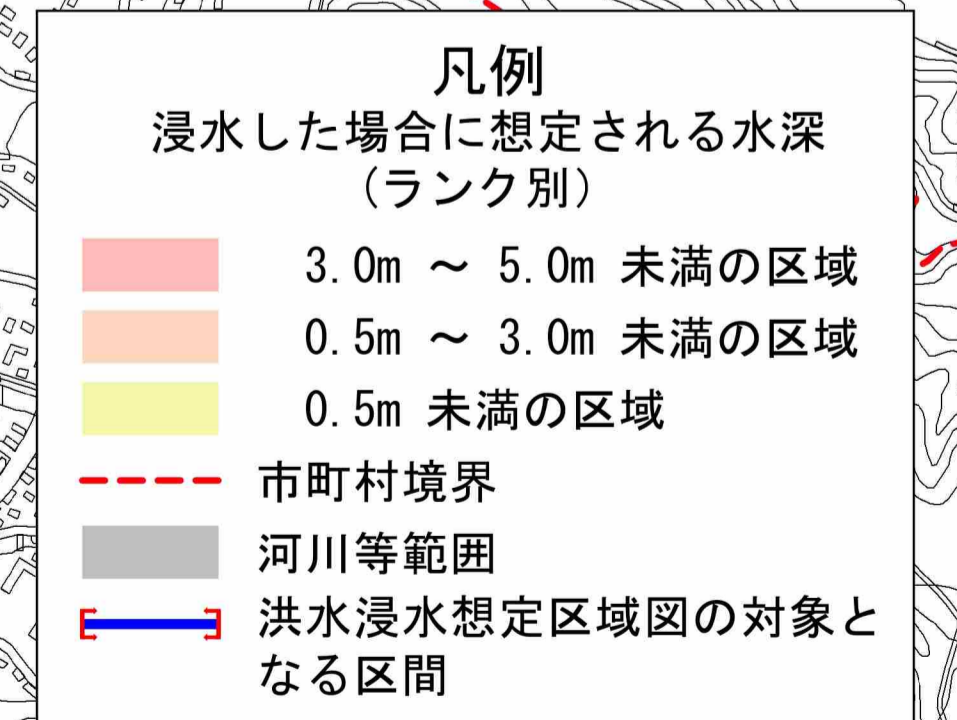 凡例
浸水した場合に想定される水深
(ランク別)
3.0m ～ 5.0m 未満の区域
0.5m ～ 3.0m 未満の区域
0.5m 未満の区域
市町村境界
河川等範囲
洪水浸水想定区域図の対象と
なる区間